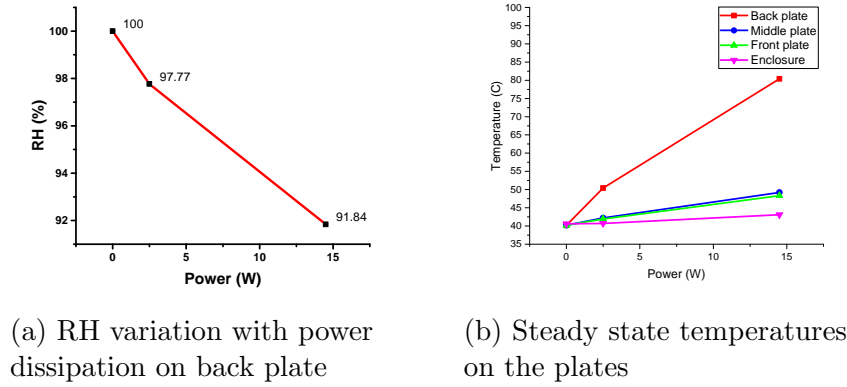 100
97.77
91.84
100
98
96
94
92
RH (%)
0
5
10
15
Power (W)
Back plate
Middle plate
Front plate
Enclosure
100
95
90
85
80
75
70
65
60
55
50
45
40
35
Temperature (C)
0
5
10
15
Power (W)
(a) RH variation with power
dissipation on back plate
(b) Steady state temperatures
on the plates